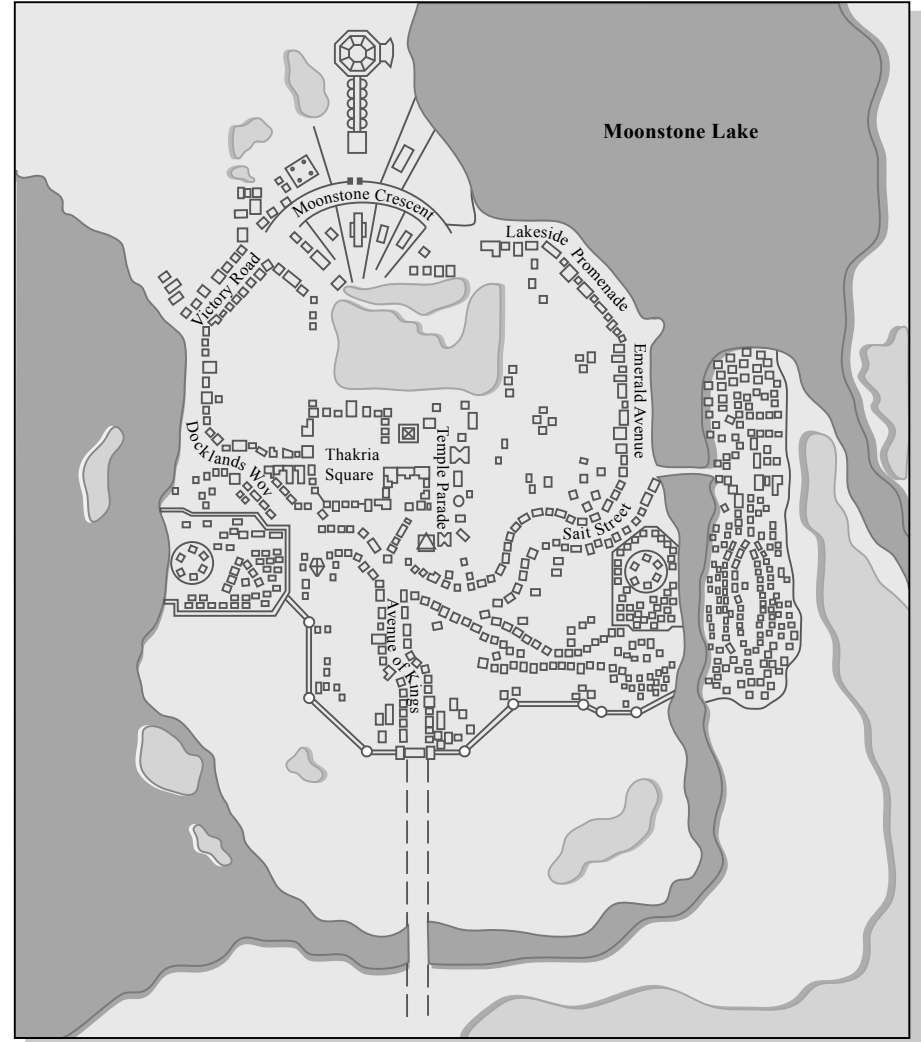 Moonstone Lake
Moonstone Crescent
Lakeside Promenade
Victory Road
Emerald Avenue
Docklands Wov
Thakria
Square
Temple Parade
Sait Street
Avenue of Kings